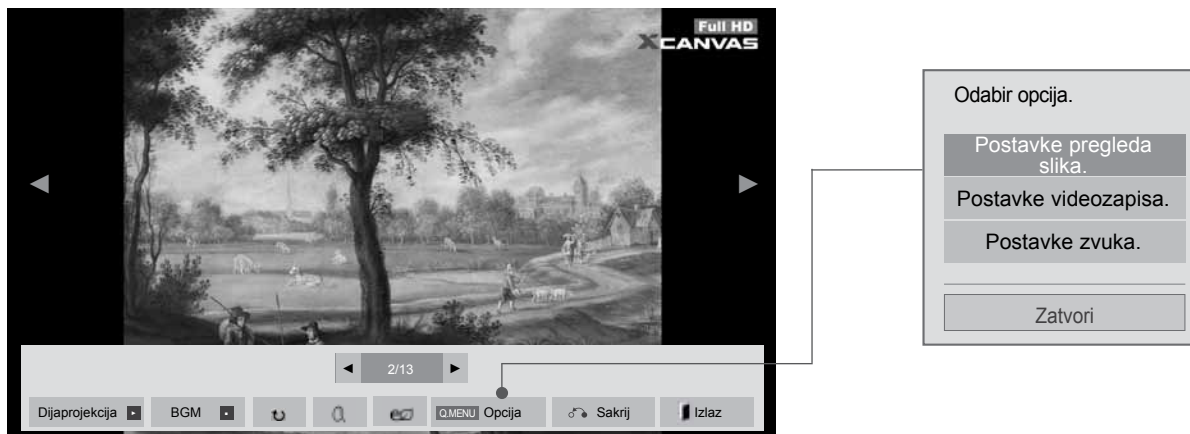 Full HD
XCANVAS
2/13
Dijaprojekcija
BGM
Q.MENU Opcija
Sakrij
Izlaz
Odabir opcija.
Postavke pregleda
slika.
Postavke videozapisa.
Postavke zvuka.
Zatvori